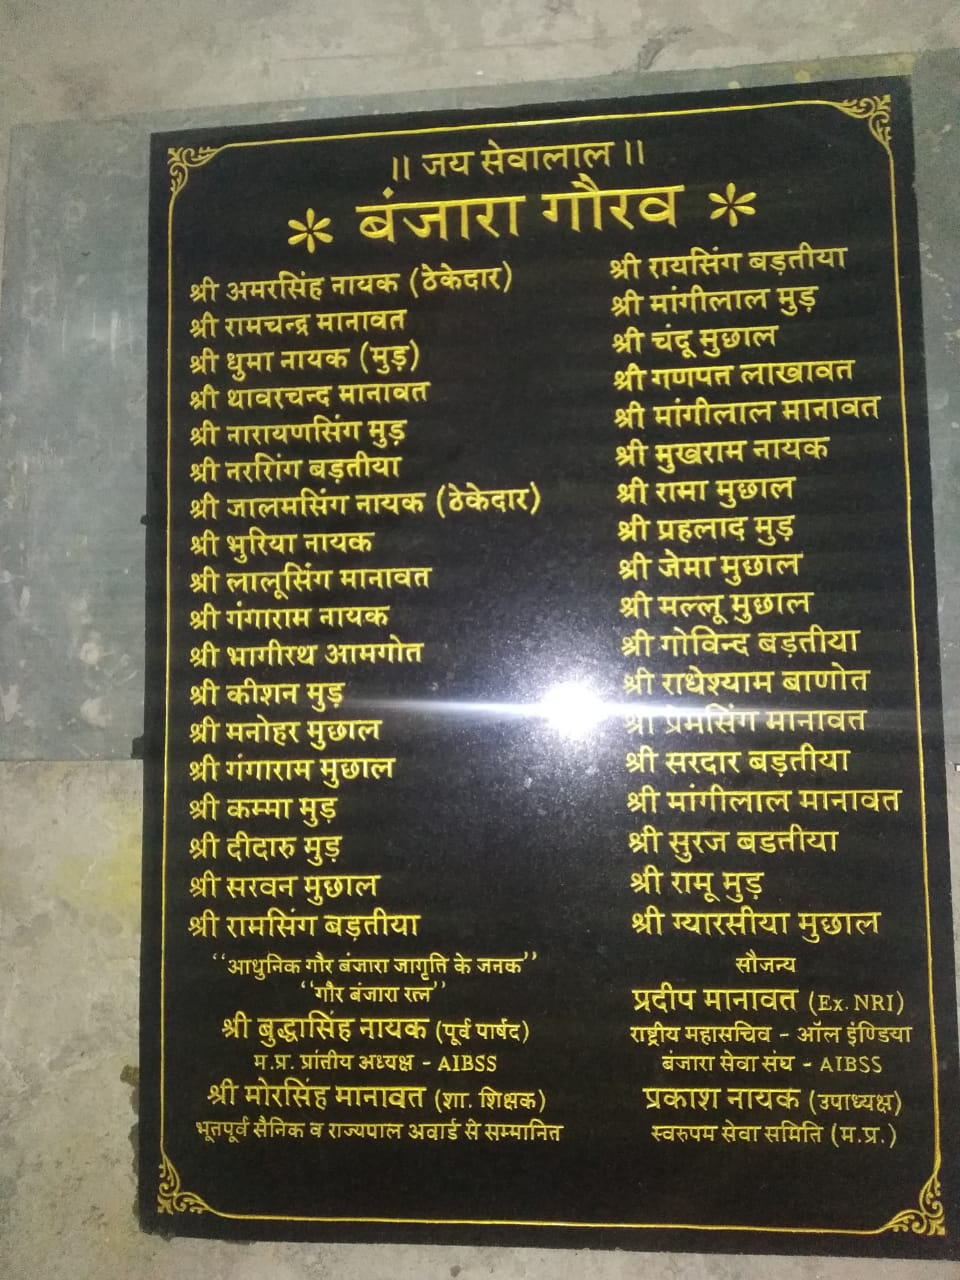 ।। जय सेवालाल ।।
बंजारा गौरव
श्री अमरसिंह नायक (ठेकेदार)
श्री रामचन्द्र मानावत
श्री धुमा नायक (मुड़)
श्री थावरचन्द मानावत
श्री नारायणसिंग मुड़
श्री नरसिंग बड़तीया
श्री जालमसिंग नायक (ठेकेदार)
श्री भुरिया नायक
श्री लालूसिंग मानावत
श्री गंगाराम नायक
श्री भागीरथ आमगोत
श्री कीशन मुड़
श्री मनोहर मुछाल
श्री गंगाराम मुछाल
श्री कम्मा मुड़
श्री दीदारु मुड़
श्री सरवन मुछाल
श्री रामसिंग बड़तीया
श्री रायसिंग बड़तीया
श्री मांगीलाल मुड़
श्री चंदू मुछाल
श्री गणपत लाखावत
श्री मांगीलाल मानावत
श्री मुखराम नायक
श्री रामा मुछाल
श्री प्रहलाद मुड़
श्री जेमा मुछाल
श्री मल्लू मुछाल
श्री गोविन्द बड़तीया
श्री राधेश्याम बाणोत
श्री प्रेमसिंग मानावत
श्री सरदार बड़तीया
श्री मांगीलाल मानावत
श्री सुरज बडतीया
श्री रामू मुड़
श्री ग्यारसीया मुछाल
‘‘आधुनिक गौर बंजारा जागृति के जनक’’
‘‘गौर बंजारा रत्न’’
श्री बुद्धासिंह नायक (पूर्व पार्षद)
म.प्र. प्रांतीय अध्यक्ष - AIBSS
श्री मोरसिंह मानावत (शा. शिक्षक)
भूतपूर्व सैनिक व राज्यपाल अवार्ड से सम्मानित
सौजन्य
प्रदीप मानावत (Ex. NRI)
राष्ट्रीय महासचिव - ऑल इंण्डिया
बंजारा सेवा संघ - AIBSS
प्रकाश नायक (उपाध्यक्ष)
स्वरुपम सेवा समिति (म.प्र.)